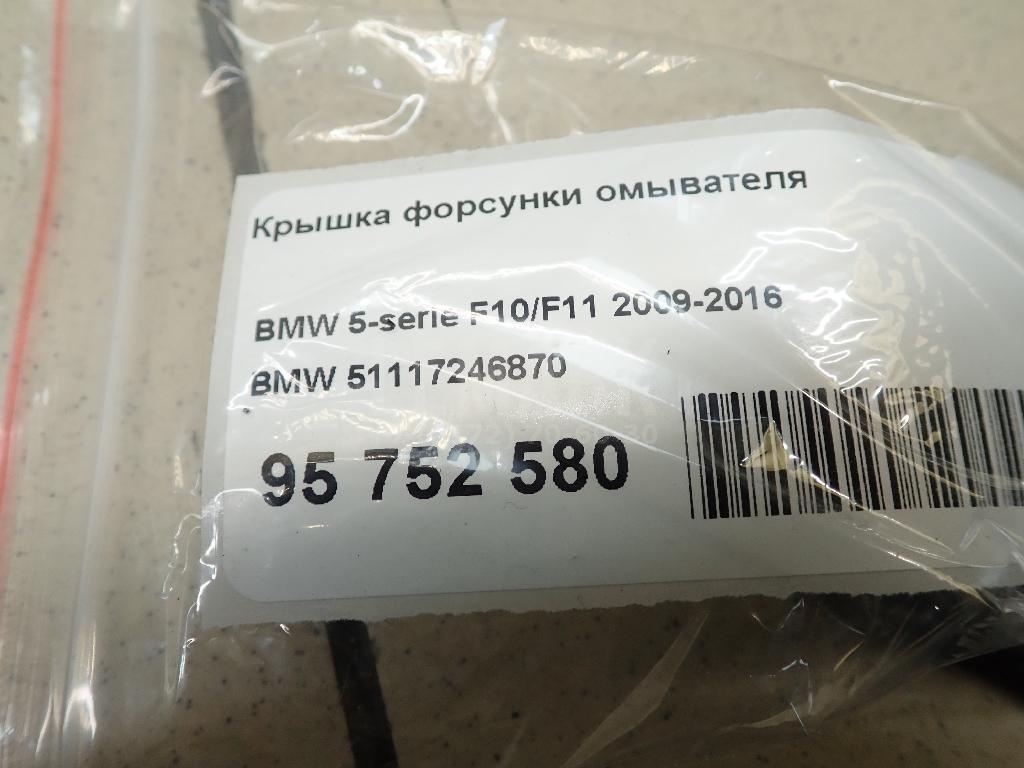 Крышка форсунки омывателя
BMW 5-serie F10/F11 2009-2016
BMW 51117246870
95 752 580